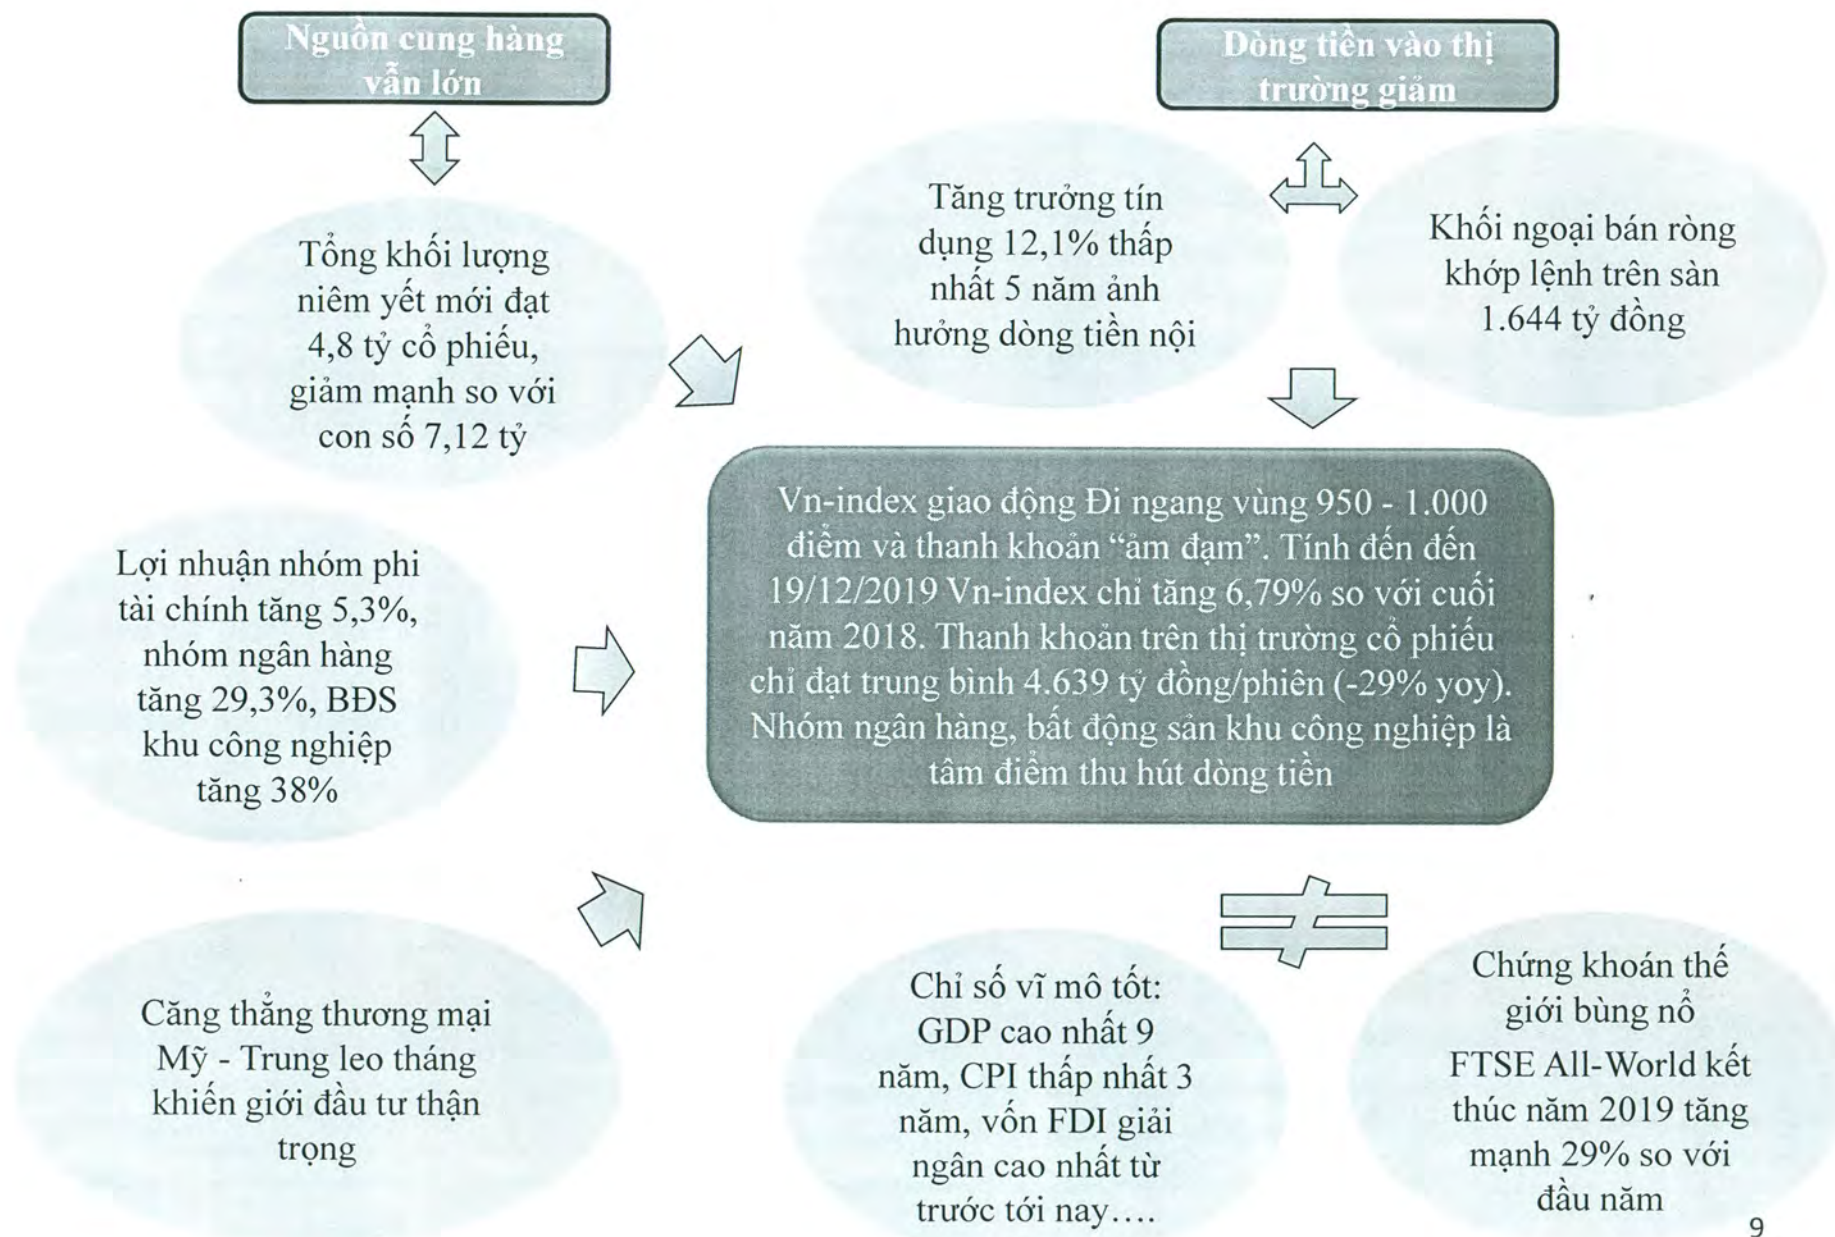 Nguồn cung hàng
vẫn lớn
Dòng tiền vào thị
trường giảm
Tổng khối lượng
niêm yết mới đạt
4,8 tỷ cổ phiếu,
giảm mạnh so với
con số 7,12 tỷ
Tăng trưởng tín
dụng 12,1% thấp
nhất 5 năm ảnh
hưởng dòng tiền nội
Khối ngoại bán ròng
khớp lệnh trên sàn
1.644 tỷ đồng
Lợi nhuận nhóm phi
tài chính tăng 5,3%,
nhóm ngân hàng
tăng 29,3%, BĐS
khu công nghiệp
tăng 38%
Vn-index giao động Đi ngang vùng 950 - 1.000
điểm và thanh khoản “ảm đạm”. Tính đến đến
19/12/2019 Vn-index chỉ tăng 6,79% so với cuối
năm 2018. Thanh khoản trên thị trường cổ phiếu
chỉ đạt trung bình 4.639 tỷ đồng/phiên (-29% yoy).
Nhóm ngân hàng, bất động sản khu công nghiệp là
tâm điểm thu hút dòng tiền
Căng thẳng thương mại
Mỹ - Trung leo tháng
khiến giới đầu tư thận
trọng
Chỉ số vĩ mô tốt:
GDP cao nhất 9
năm, CPI thấp nhất 3
năm, vốn FDI giải
ngân cao nhất từ
trước tới nay….
Chứng khoán thế
giới bùng nổ
FTSE All-World kết
thúc năm 2019 tăng
mạnh 29% so với
đầu năm
9